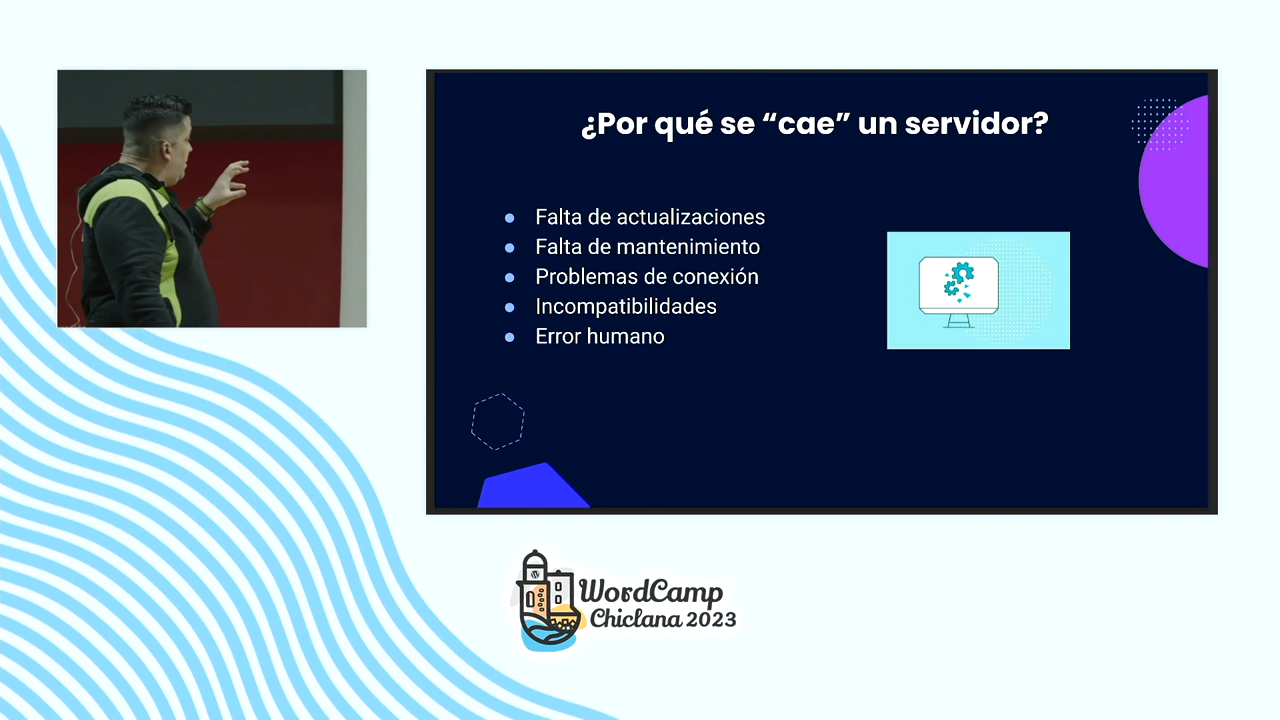 ¿Por qué se “cae” un servidor?
● Falta de actualizaciones
● Falta de mantenimiento
● Problemas de conexión
● Incompatibilidades
● Error humano
WordCamp
Chiclana 2023